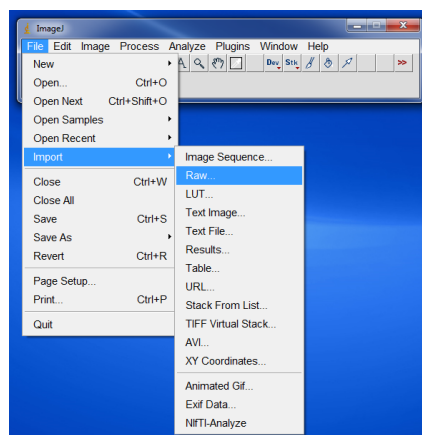 ImageJ
File Edit Image Process Analyze Plugins Window Help
Dev Stk >>
New
Open... Ctrl+O
Open Next Ctrl+Shift+O
Open Samples
Open Recent
Import
Close Ctrl+W
Close All
Save Ctrl+S
Save As
Revert Ctrl+R
Page Setup...
Print... Ctrl+P
Quit
Image Sequence...
Raw...
LUT...
Text Image...
Text File...
Results...
Table...
URL...
Stack From List...
TIFF Virtual Stack...
AVI...
XY Coordinates...
Animated Gif...
Exif Data...
NIfTI-Analyze